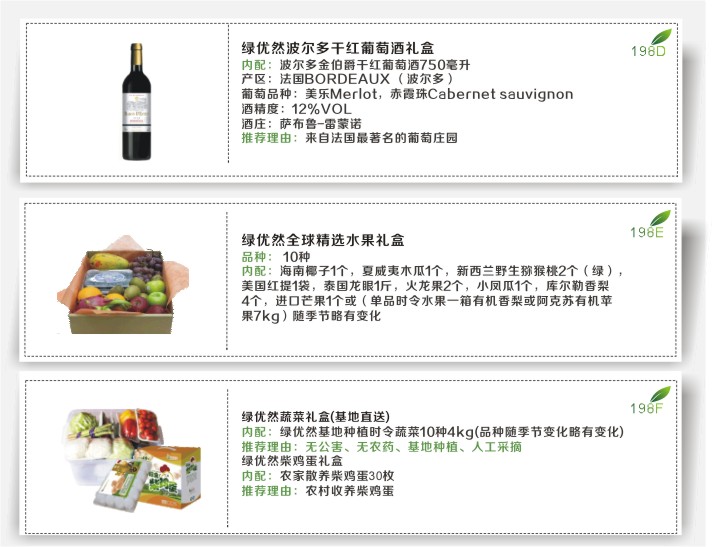 198D
绿优然波尔多干红葡萄酒礼盒
内配：波尔多金伯爵干红葡萄酒750毫升
产区：法国BORDEAUX（波尔多）
葡萄品种：美乐Merlot，赤霞珠Cabernet sauvignon
酒精度：12%VOL
酒庄：萨布鲁-雷蒙诺
推荐理由：来自法国最著名的葡萄庄园
198E
绿优然全球精选水果礼盒
品种： 10种
内配：海南椰子1个，夏威夷木瓜1个，新西兰野生猕猴桃2个（绿），
美国红提1袋，泰国龙眼1斤，火龙果2个，小凤瓜1个，库尔勒香梨
4个，进口芒果1个或（单品时令水果一箱有机香梨或阿克苏有机苹
果7kg）随季节略有变化
198F
绿优然蔬菜礼盒(基地直送)
内配：绿优然基地种植时令蔬菜10种4kg(品种随季节变化略有变化)
推荐理由：无公害、无农药、基地种植、人工采摘
绿优然柴鸡蛋礼盒
内配：农家散养柴鸡蛋30枚
推荐理由：农村收养柴鸡蛋